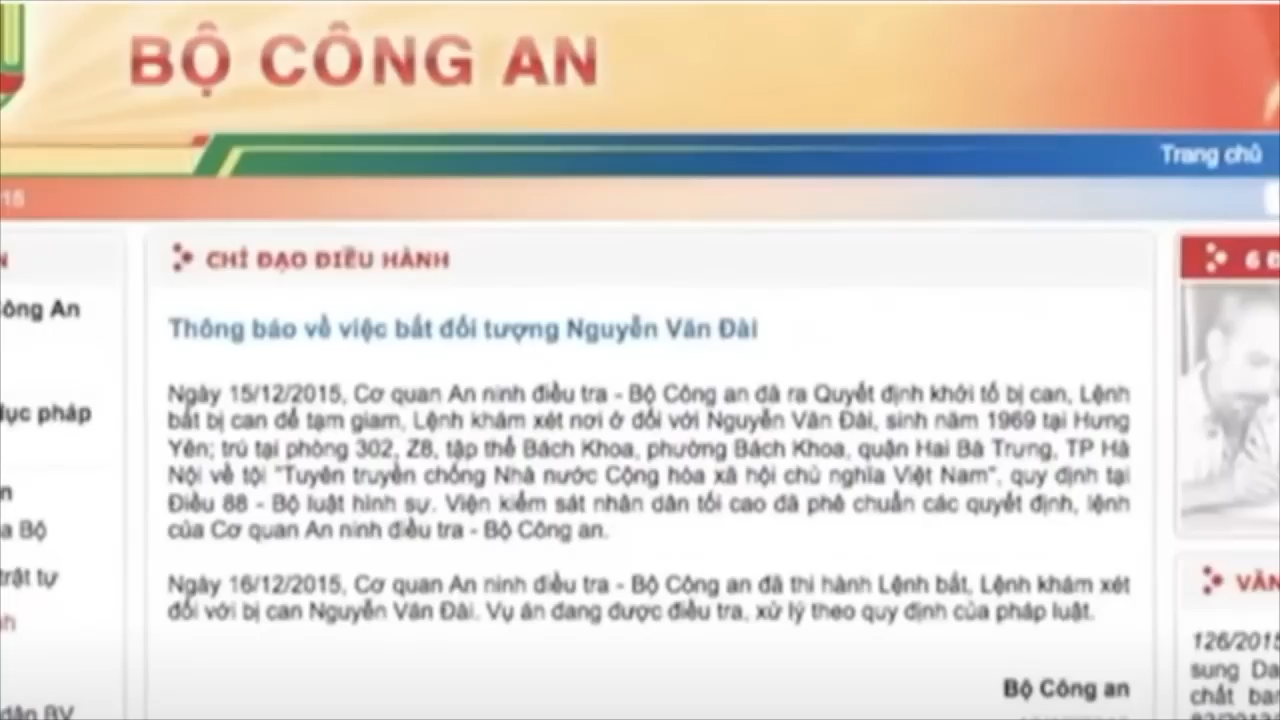 BỘ CÔNG AN
Trang chủ
CHỈ ĐẠO ĐIỀU HÀNH
Công An
Thông báo về việc bắt đối tượng Nguyễn Văn Đài
Ngày 15/12/2015, Cơ quan An ninh điều tra - Bộ Công an đã ra Quyết định khởi tố bị can, Lệnh
bắt bị can để tạm giam, Lệnh khám xét nơi ở đối với Nguyễn Văn Đài, sinh năm 1969 tại Hưng
Yên; trú tại phòng 302, Z8, tập thể Bách Khoa, phường Bách Khoa, quận Hai Bà Trưng, TP Hà
Nội về tội "Tuyên truyền chống Nhà nước Cộng hòa xã hội chủ nghĩa Việt Nam", quy định tại
Điều 88 - Bộ luật hình sự. Viện kiểm sát nhân dân tối cao đã phê chuẩn các quyết định, lệnh
của Cơ quan An ninh điều tra - Bộ Công an.
Ngày 16/12/2015, Cơ quan An ninh điều tra - Bộ Công an đã thi hành Lệnh bắt, Lệnh khám xét
đối với bị can Nguyễn Văn Đài. Vụ án đang được điều tra, xử lý theo quy định của pháp luật.
Bộ Công an
pháp
Bộ
trật tự
BV
6
126/2015
sung
chất